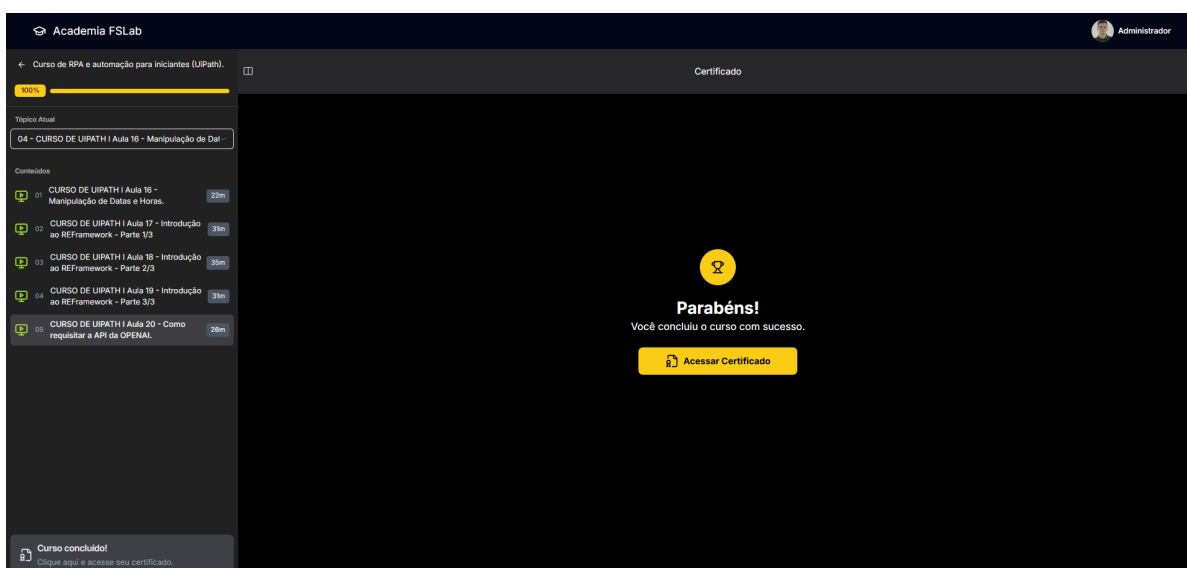 Academia FSLab
Administrador
Curso de RPA e automação para iniciantes (UiPath).
100%
Certificado
Tópico Atual
04 - CURSO DE UIPATH I Aula 16 - Manipulação de Dat
Conteúdos
01
CURSO DE UIPATH I Aula 16 -
Manipulação de Datas e Horas.
22m
02
CURSO DE UIPATH I Aula 17 - Introdução
ao REFramework - Parte 1/3
31m
03
CURSO DE UIPATH I Aula 18 - Introdução
ao REFramework - Parte 2/3
35m
04
CURSO DE UIPATH I Aula 19 - Introdução
ao REFramework - Parte 3/3
31m
05
CURSO DE UIPATH I Aula 20 - Como
requisitar a API da OPENAI.
26m
Parabéns!
Você concluiu o curso com sucesso.
Acessar Certificado
Curso concluído!
Clique aqui e acesse seu certificado.